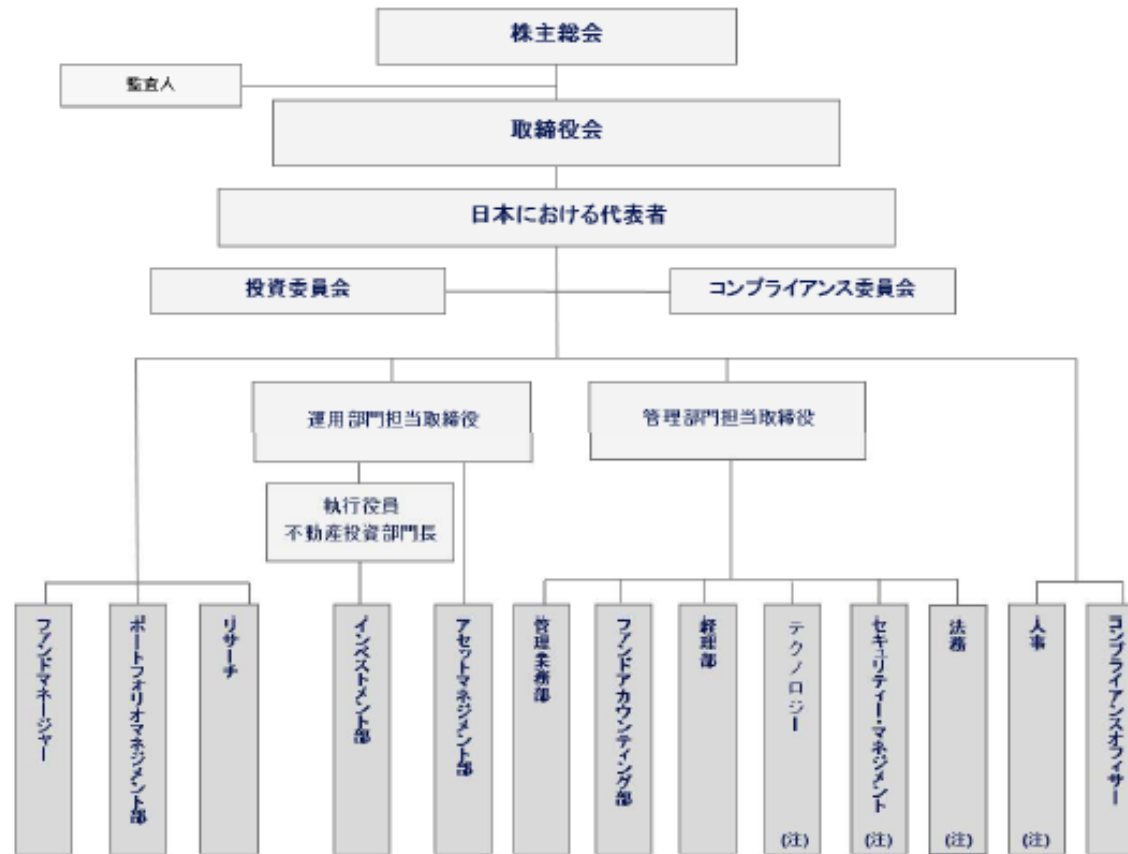 株主総会
監査人
取締役会
日本における代表者
投資委員会
コンプライアンス委員会
運用部門担当取締役
管理部門担当取締役
執行役員
不動産投資部門長
ファンドマネージャー
ポートフォリオマネジメント部
リサーチ
インベストメント部
アセットマネジメント部
管理業務部
ファンドアカウンティング部
経理部
テクノロジー
(注)
セキュリティー・マネジメント
(注)
法務
(注)
人事
(注)
コンプライアンスオフィサー